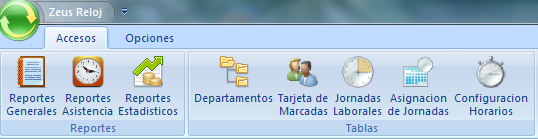 Zeus Reloj
Accesos Opciones
Reportes Generales
Reportes Asistencia
Reportes Estadisticos
Departamentos
Tarjeta de Marcadas
Jornadas Laborales
Asignacion de Jornadas
Configuracion Horarios
Reportes
Tablas